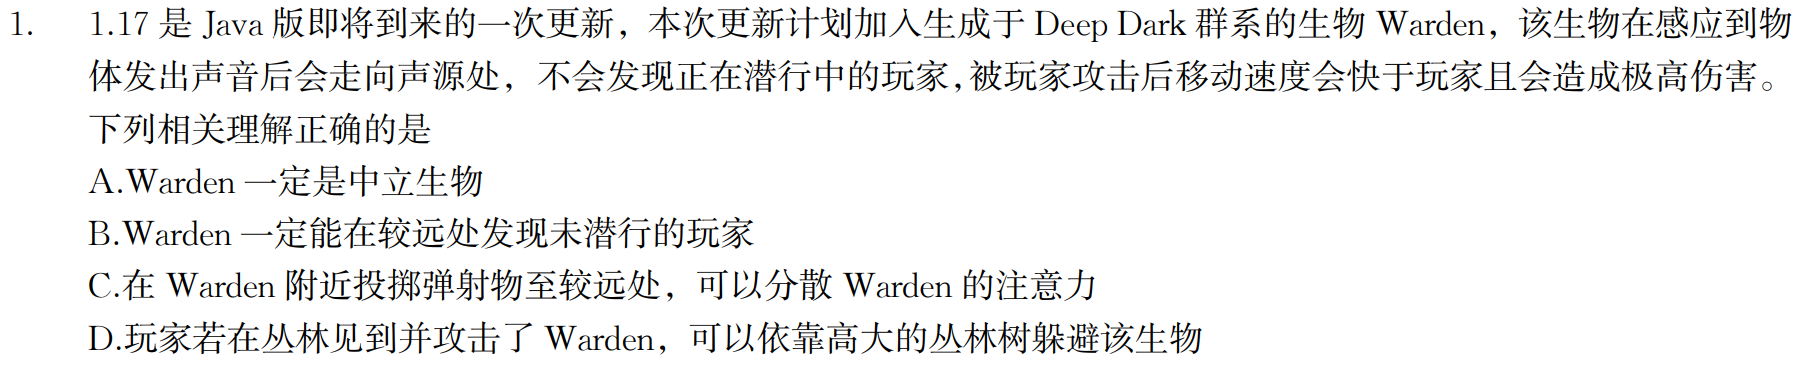 1. 1.17 是 Java 版即将到来的一次更新，本次更新计划加入生成于 Deep Dark 群系的生物 Warden，该生物在感应到物
体发出声音后会走向声源处，不会发现正在潜行中的玩家,被玩家攻击后移动速度会快于玩家且会造成极高伤害。
下列相关理解正确的是
A.Warden 一定是中立生物
B.Warden 一定能在较远处发现未潜行的玩家
C.在 Warden 附近投掷弹射物至较远处，可以分散 Warden 的注意力
D.玩家若在丛林见到并攻击了 Warden，可以依靠高大的丛林树躲避该生物